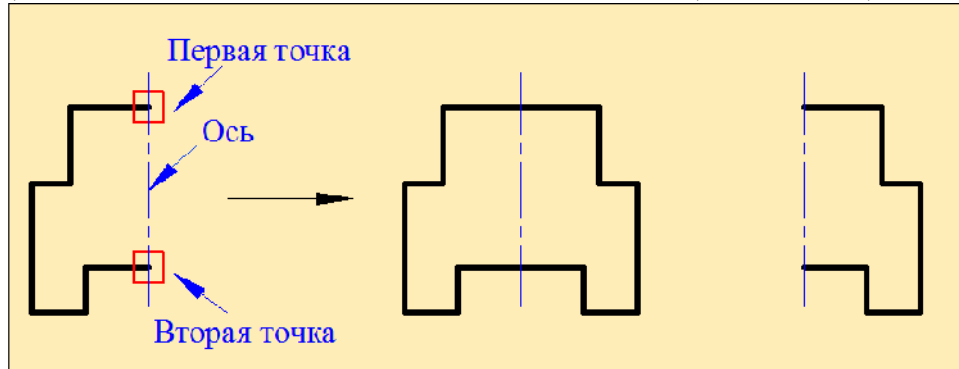 Первая точка
Ось
Вторая точка